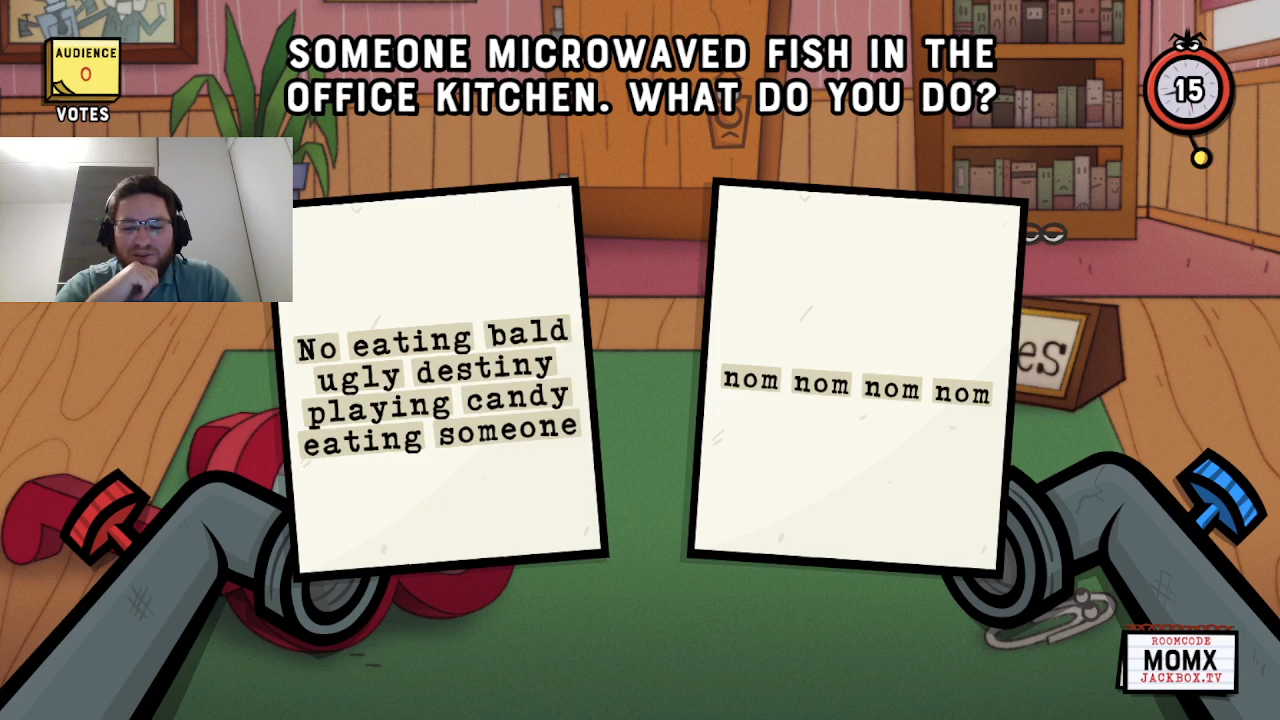 AUDIENCE
0
VOTES
SOMEONE MICROWAVED FISH IN THE
OFFICE KITCHEN. WHAT DO YOU DO?
15
No eating bald
ugly destiny
playing candy
eating someone
nom nom nom nom
es
ROOMCODE
MOMX
JACKBOX.TV